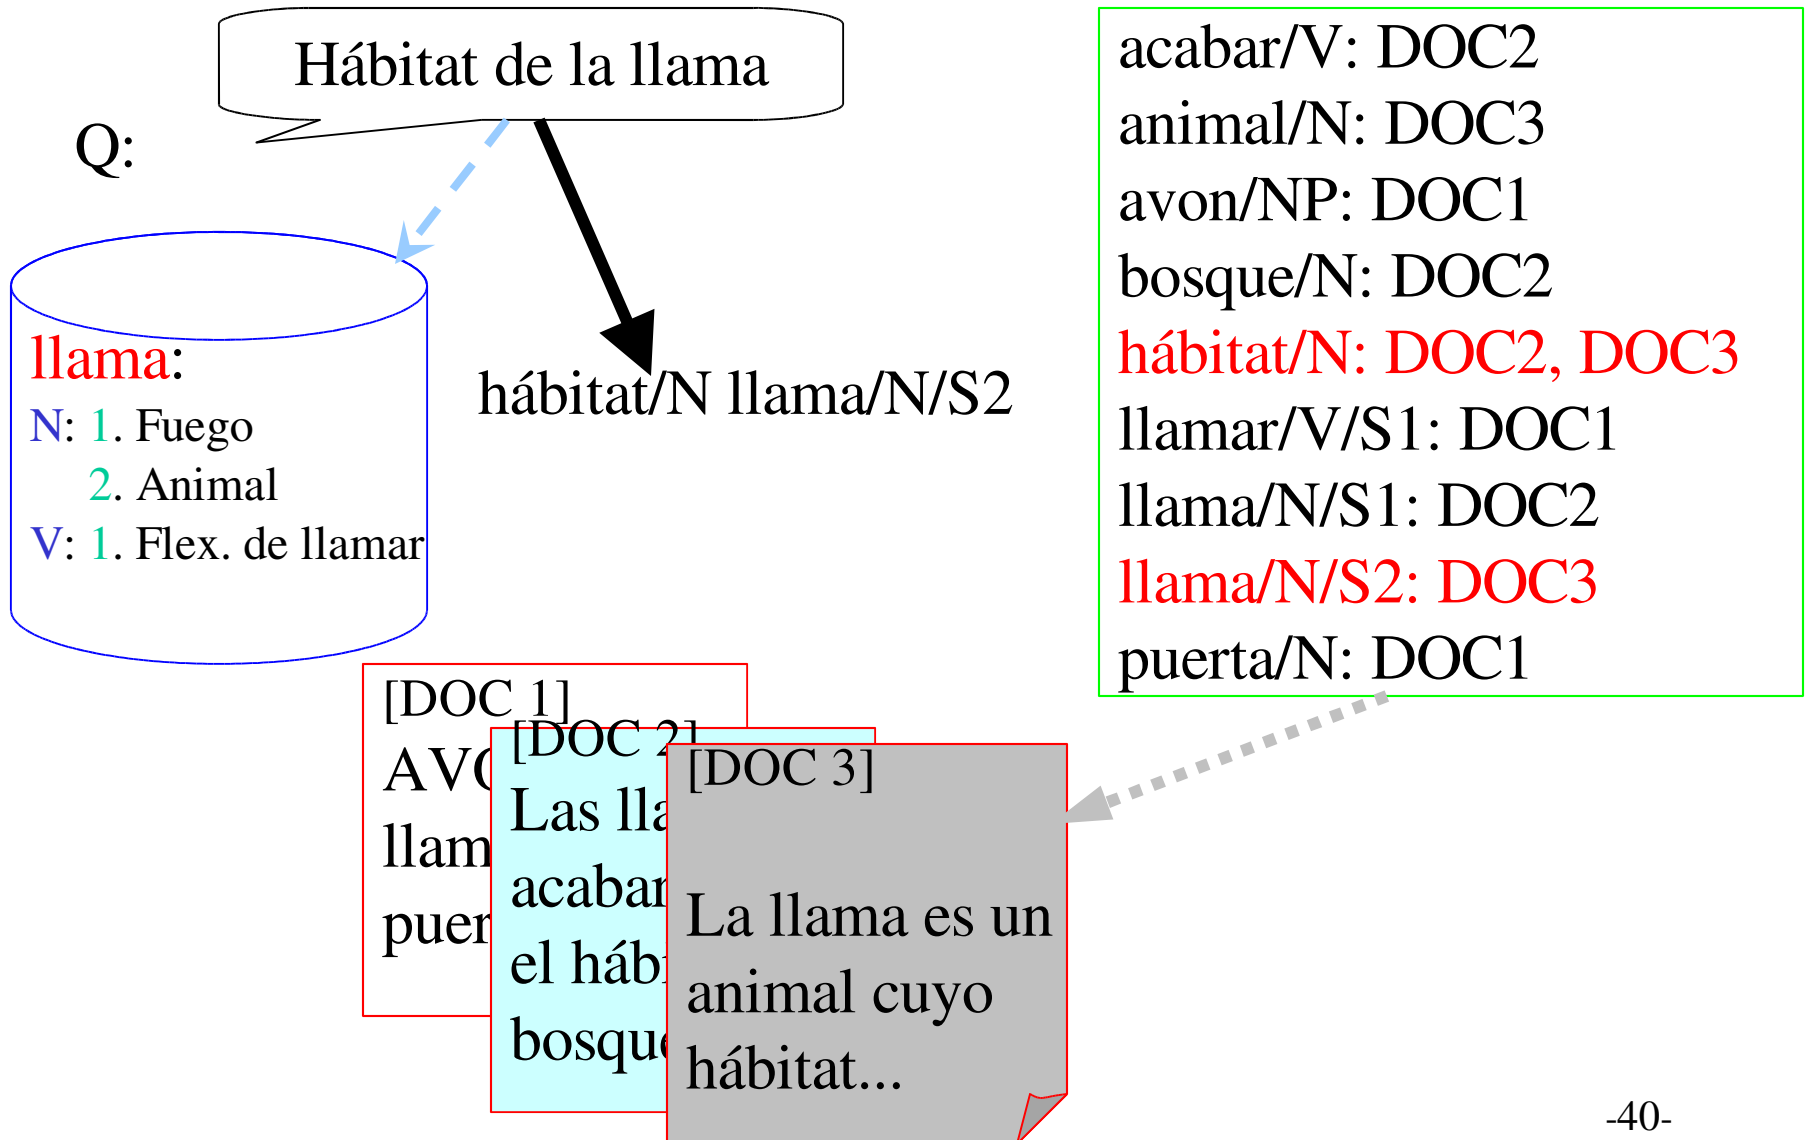 Hábitat de la llama
Q:
llama:
N: 1. Fuego
2. Animal
V: 1. Flex. de llamar
hábitat/N llama/N/S2
acabar/V: DOC2
animal/N: DOC3
avon/NP: DOC1
bosque/N: DOC2
hábitat/N: DOC2, DOC3
llamar/V/S1: DOC1
llama/N/S1: DOC2
llama/N/S2: DOC3
puerta/N: DOC1
[DOC 1]
[DOC 2]
Las
el
[DOC 3]
La llama es un
animal cuyo
hábitat...
-40-